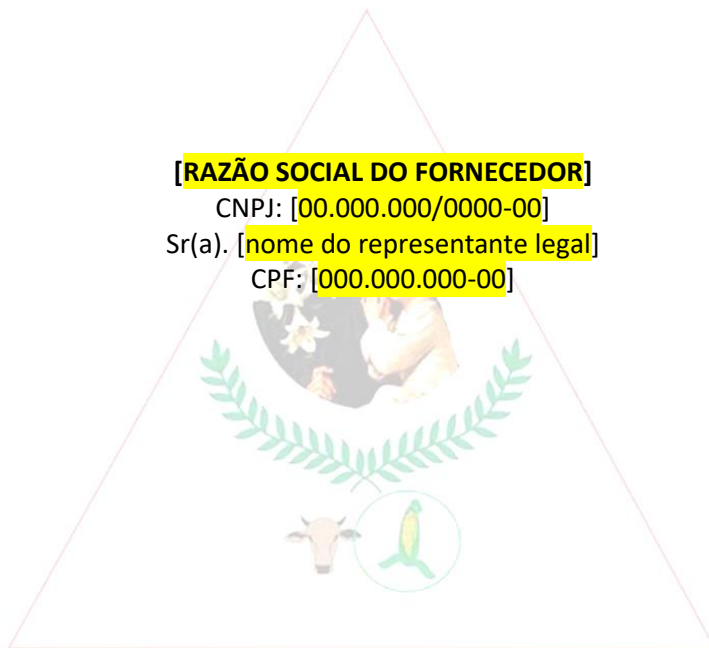 [RAZÃO SOCIAL DO FORNECEDOR]
CNPJ: [00.000.000/0000-00]
Sr(a). [nome do representante legal]
CPF: [000.000.000-00]